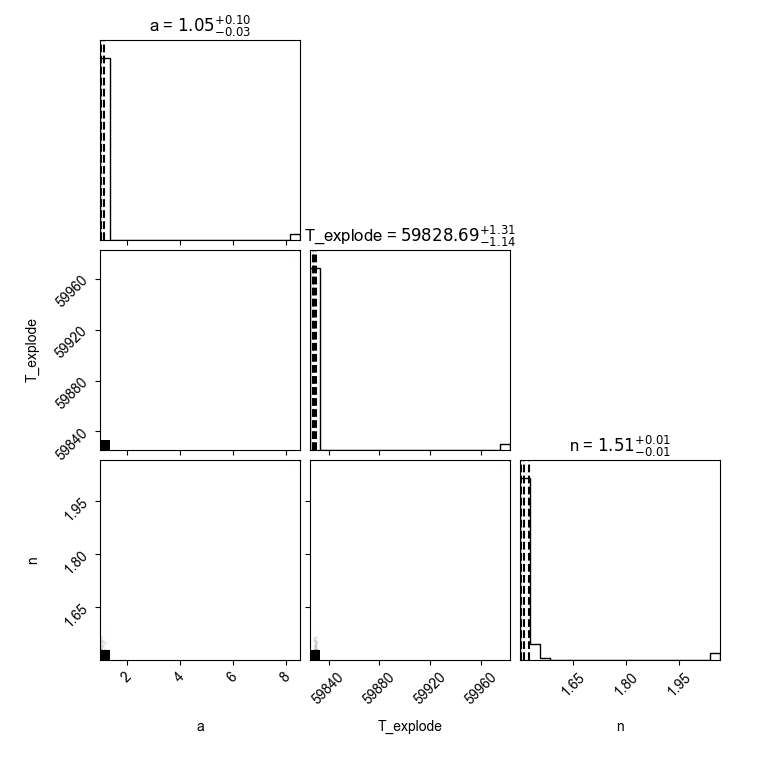 a = 1.05+0.10−0.03
T_explode = 59828.69+1.31−1.14
59960
59920
59880
59840
T_explode
n = 1.51+0.01−0.01
1.95
1.80
1.65
n
2
4
6
8
59840
59880
59920
59960
1.65
1.80
1.95
a
T_explode
n